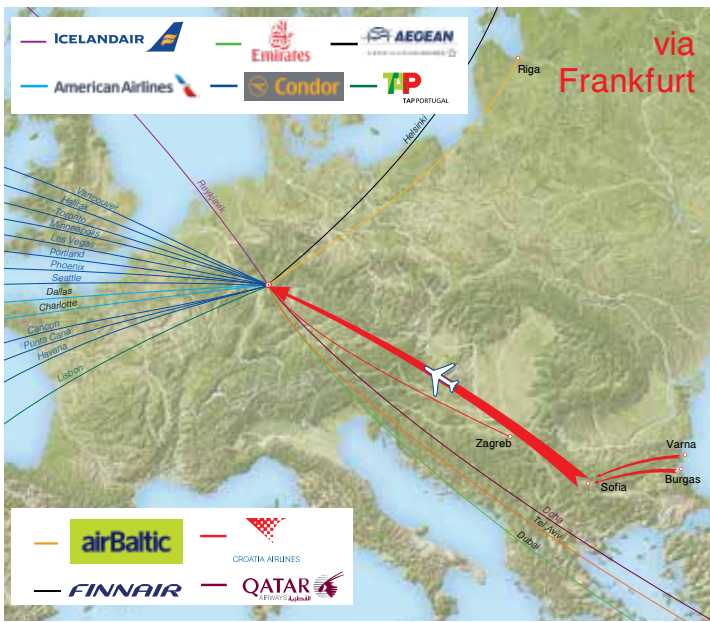 ICELANDAIR
Emirates
AEGEAN
American Airlines
Condor
TAP
TAP PORTUGAL
via
Frankfurt
Riga
Helsinki
Reykjavik
Vancouver
Halifax
Toronto
Minneapolis
Las Vegas
Portland
Phoenix
Seattle
Dallas
Charlotte
Cancun
Punta Cana
Havena
Lisbon
Zagreb
Varna
Burgas
Sofia
Doha
Tel Aviv
Dubai
airBaltic
CROATIA AIRLINES
FINNAIR
QATAR
AIRWAYS القطرية